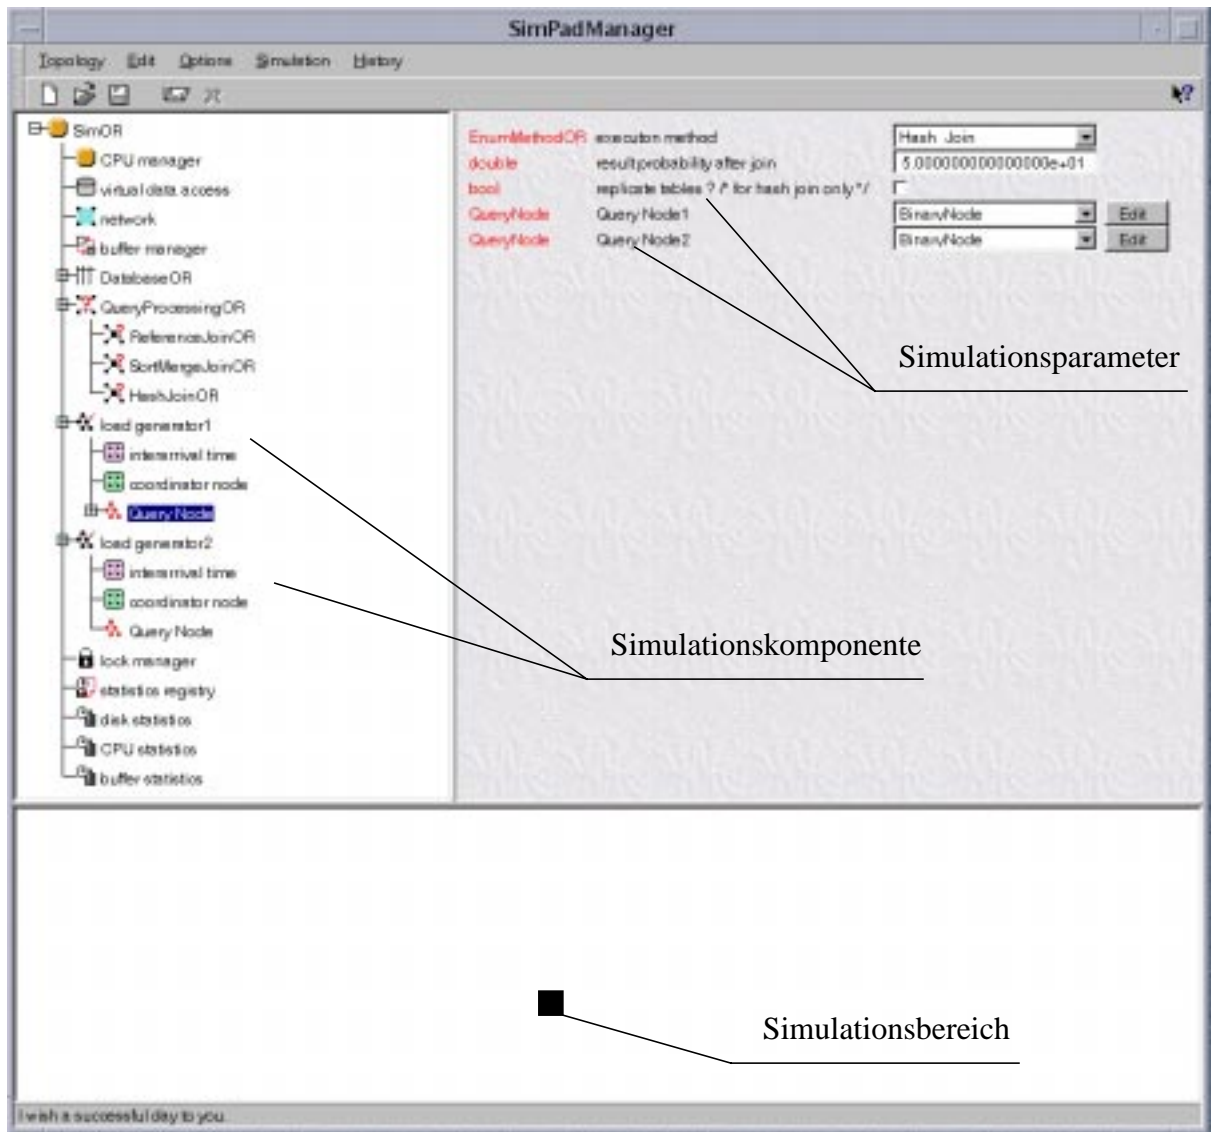 SimPadManager
Topology Edit Options Simulation History
SimOR
CPU manager
virtual data access
network
buffer manager
DatabaseOR
QueryProcessingOR
ReferenceJoinOR
SortMergeJoinOR
HashJoinOR
load generator1
interarrival time
coordinator node
Query Node
load generator2
interarrival time
coordinator node
Query Node
lock manager
statistics registry
disk statistics
CPU statistics
buffer statistics
EnumMethodOR execution method Hash Join
double result probability after join 5.0000000000000000e+01
bool replicate tables ? /* for hash join only */
QueryNode Query Node1 BinaryNode Edit
QueryNode Query Node2 BinaryNode Edit
Simulationsparameter
Simulationskomponente
Simulationsbereich
I wish a successful day to you.